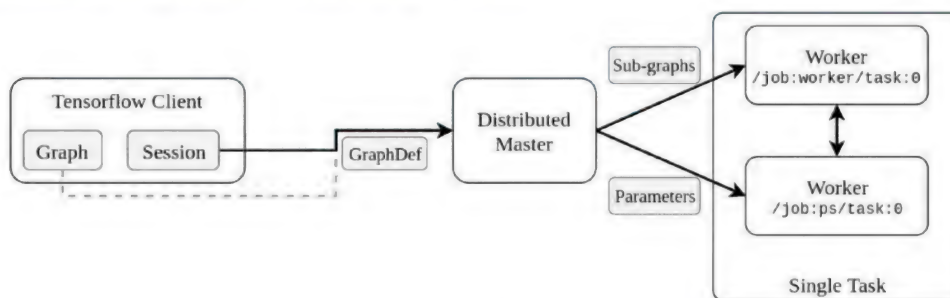 Tensorflow Client
Graph
Session
GraphDef
Distributed
Master
Sub-graphs
Parameters
Worker
/job:worker/task:0
Worker
/job:ps/task:0
Single Task